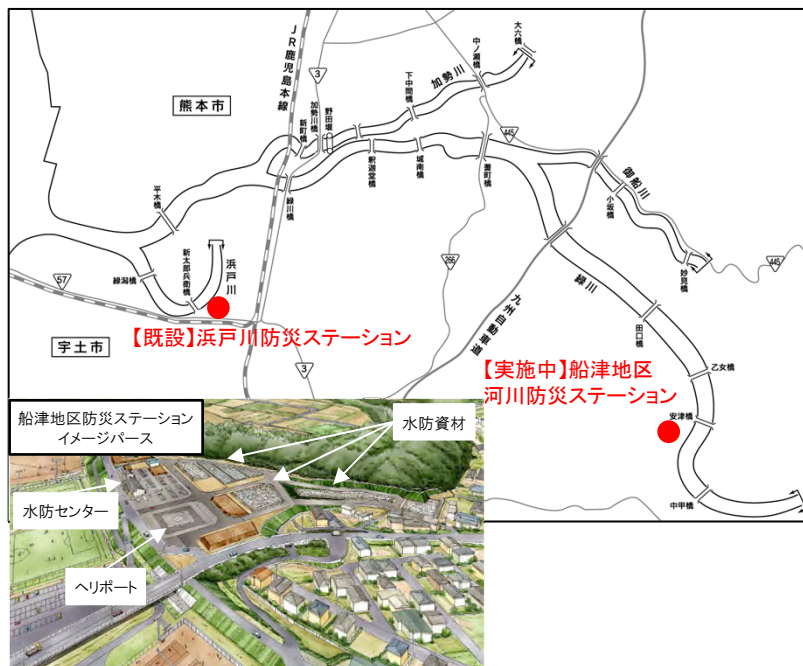 大六橋
中ノ瀬橋
JR鹿児島本線
3
加勢川
下中間橋
熊本市
加勢川橋
野田堰
新町橋
445
御船川
釈迦堂橋
城南橋
小坂橋
平木橋
緑川橋
妙見橋
445
新太郎兵衛橋
浜戸川
266
緑川
緑潟橋
57
九州自動車道
田口橋
【既設】浜戸川防災ステーション
宇土市
3
【実施中】船津地区
河川防災ステーション
乙女橋
安津橋
中甲橋
船津地区防災ステーション
イメージパース
水防資材
水防センター
ヘリポート